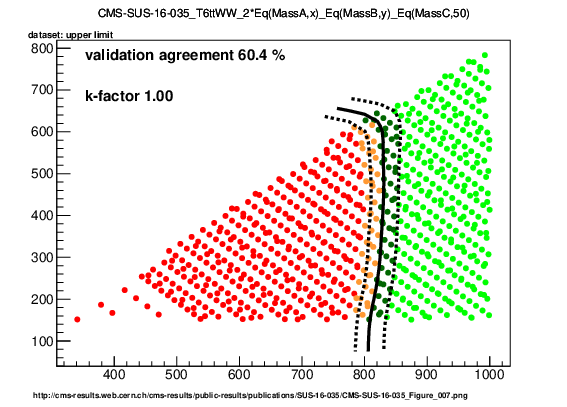 CMS-SUS-16-035_T6ttWW_2*Eq(MassA,x)_Eq(MassB,y)_Eq(MassC,50)
dataset: upper limit
validation agreement 60.4 %
k-factor 1.00
800
700
600
500
400
300
200
100
400 500 600 700 800 900 1000
http://cms-results.web.cern.ch/cms-results/public-results/publications/SUS-16-035/CMS-SUS-16-035_Figure_007.png